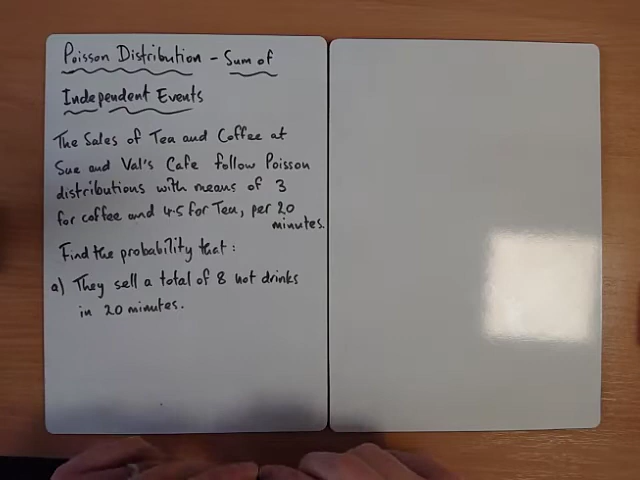 Poisson Distribution - Sum of
Independent Events
The Sales of Tea and Coffee at
Sue and Val's Cafe follow Poisson
distributions with means of 3
for coffee and 4.5 for Tea, per 20
minutes.
Find the probability that :
a) They sell a total of 8 hot drinks
in 20 minutes.